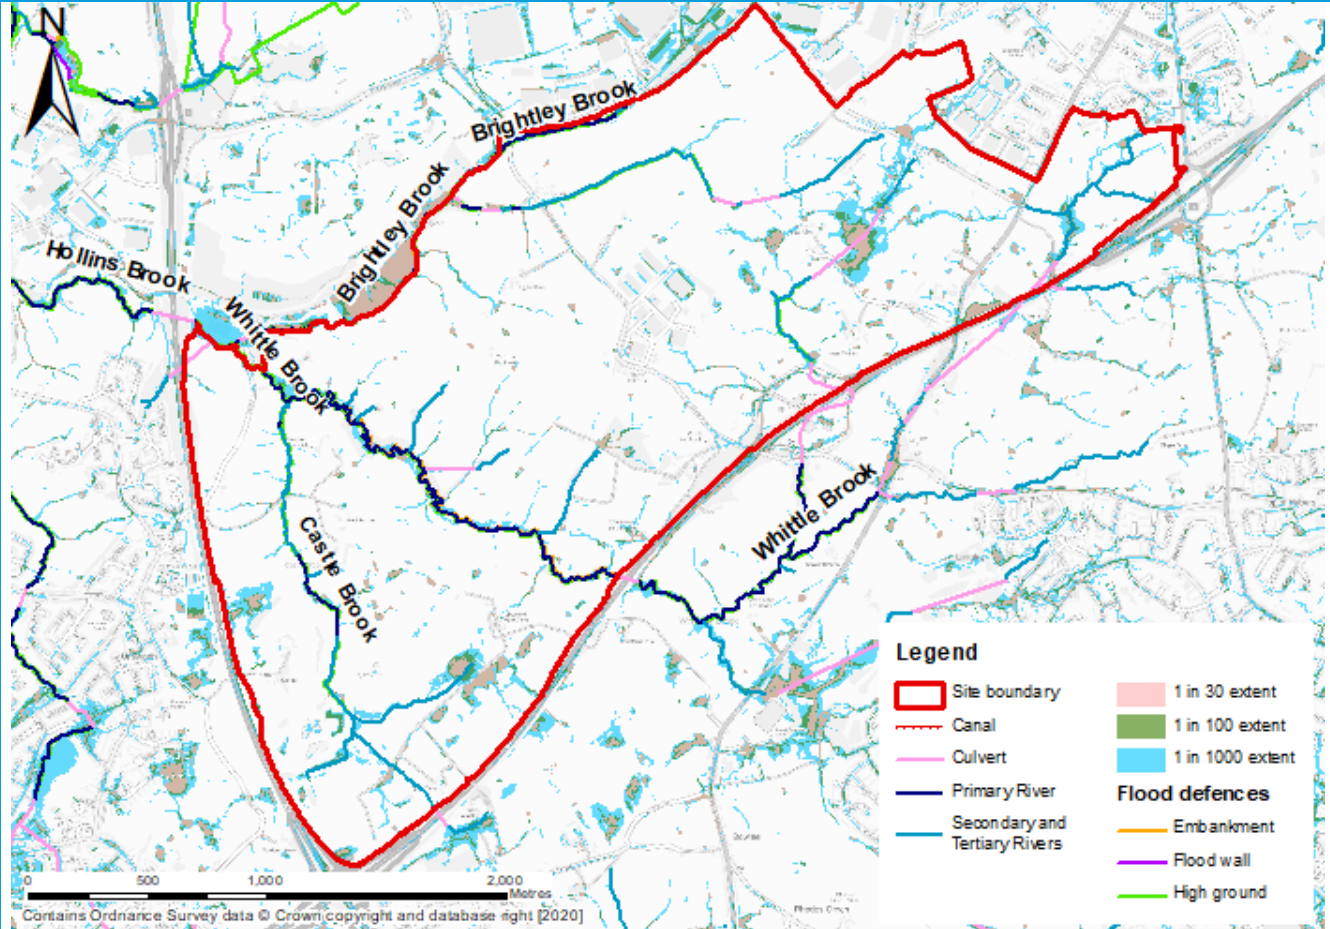 N
Brightley Brook
Brightley Brook
Hollins Brook
Whittle Brook
Castle Brook
Whittle Brook
Legend
Site boundary
Canal
Culvert
Primary River
Secondary and
Tertiary Rivers
1 in 30 extent
1 in 100 extent
1 in 1000 extent
Flood defences
Embankment
Flood wall
High ground
0 500 1,000 2,000
Metres
Contains Ordnance Survey data © Crown copyright and database right [2020]